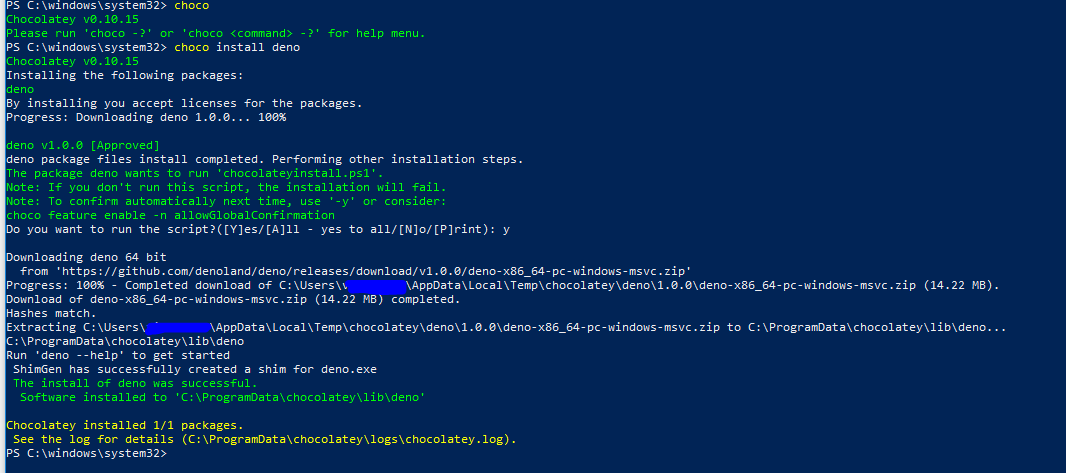 PS C:\windows\system32> choco
Chocolatey v0.10.15
Please run 'choco -?' or 'choco <command> -?' for help menu.
PS C:\windows\system32> choco install deno
Chocolatey v0.10.15
Installing the following packages:
deno
By installing you accept licenses for the packages.
Progress: Downloading deno 1.0.0... 100%
deno v1.0.0 [Approved]
deno package files install completed. Performing other installation steps.
The package deno wants to run 'chocolateyinstall.ps1'.
Note: If you don't run this script, the installation will fail.
Note: To confirm automatically next time, use '-y' or consider:
choco feature enable -n allowGlobalConfirmation
Do you want to run the script?([Y]es/[A]ll - yes to all/[N]o/[P]rint): y
Downloading deno 64 bit
from 'https://github.com/denoland/deno/releases/download/v1.0.0/deno-x86_64-pc-windows-msvc.zip'
Progress: 100% - Completed download of C:\Users\ \AppData\Local\Temp\chocolatey\deno\1.0.0\deno-x86_64-pc-windows-msvc.zip (14.22 MB).
Download of deno-x86_64-pc-windows-msvc.zip (14.22 MB) completed.
Hashes match.
Extracting C:\Users\ \AppData\Local\Temp\chocolatey\deno\1.0.0\deno-x86_64-pc-windows-msvc.zip to C:\ProgramData\chocolatey\lib\deno...
C:\ProgramData\chocolatey\lib\deno
Run 'deno --help' to get started
ShimGen has successfully created a shim for deno.exe
The install of deno was successful.
Software installed to 'C:\ProgramData\chocolatey\lib\deno'
Chocolatey installed 1/1 packages.
See the log for details (C:\ProgramData\chocolatey\logs\chocolatey.log).
PS C:\windows\system32>